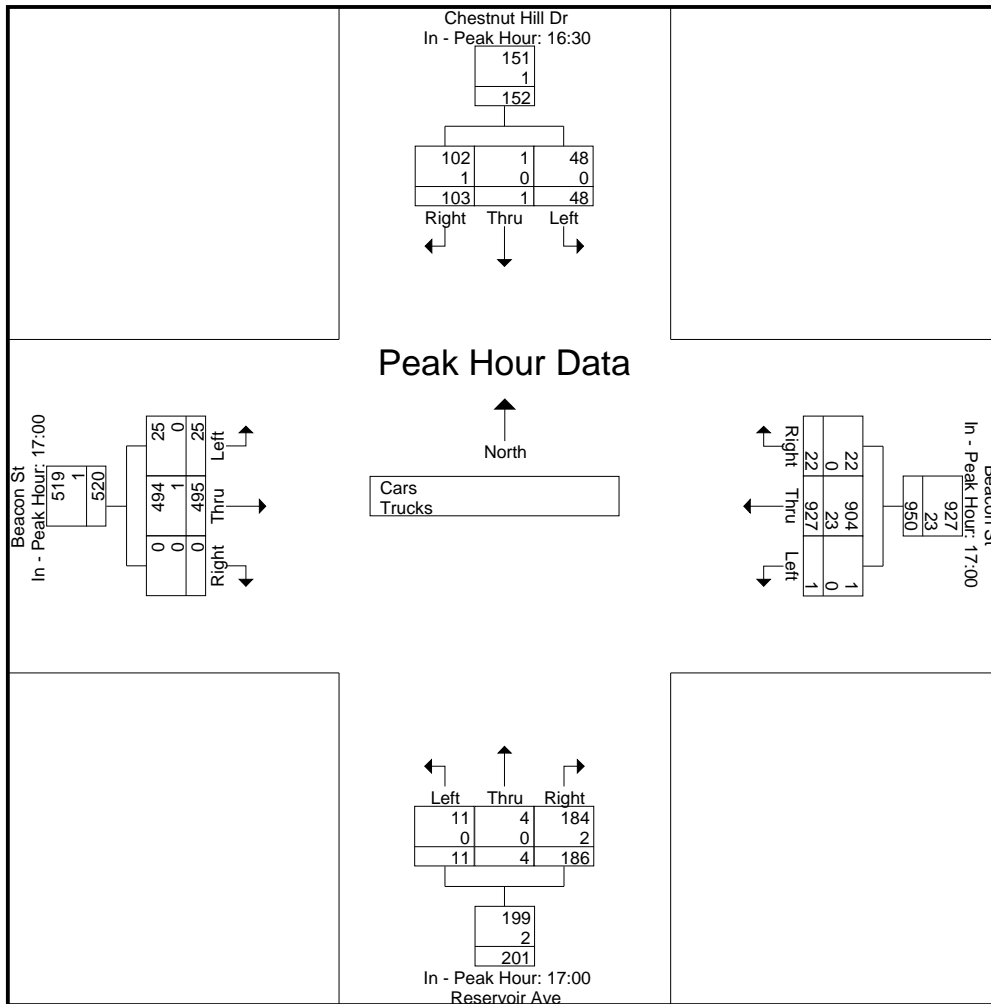 Chestnut Hill Dr
In - Peak Hour: 16:30
151
1
152
102 1 48
1 0 0
103 1 48
Right Thru Left
Peak Hour Data
North
Cars
Trucks
Beacon St
In - Peak Hour: 17:00
519
1
520
25 0 25
494 1 495
0 0 0
Left
Thru
Right
Beacon St
In - Peak Hour: 17:00
927
23
950
22 0 22
904 23 927
1 0 1
Right
Thru
Left
Left Thru Right
11 4 184
0 0 2
11 4 186
199
2
201
In - Peak Hour: 17:00
Reservoir Ave